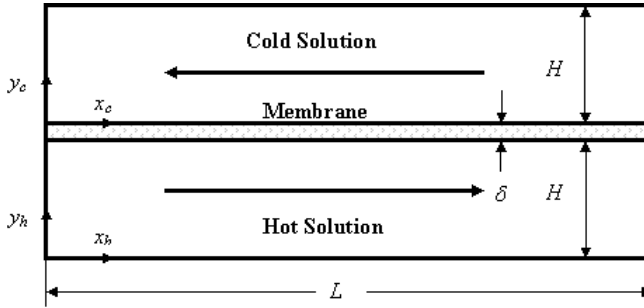 Cold Solution
H
y_c
x_c
Membrane
δ
H
y_h
Hot Solution
x_h
L